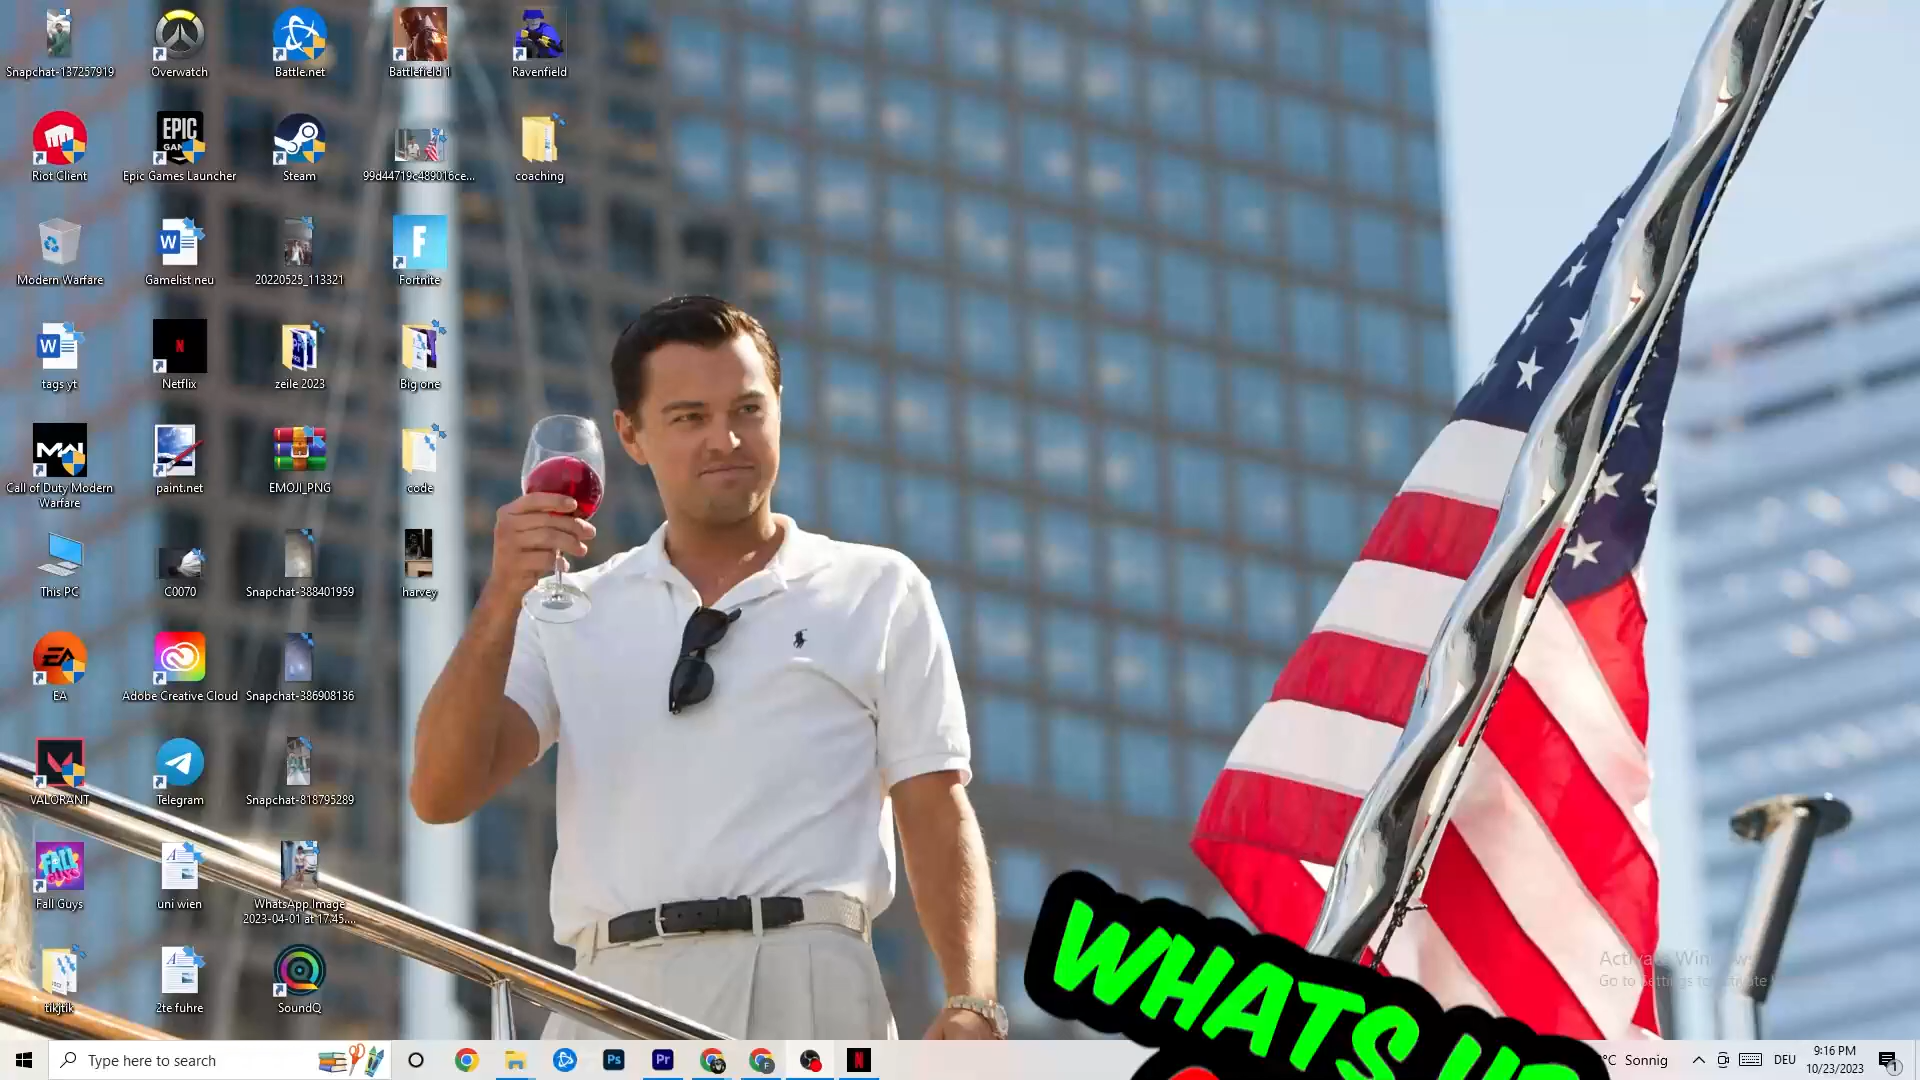 Snapchat-137257919
Overwatch
Battle.net
Battlefield 1
Ravenfield
Riot Client
EPIC
GAMES
Epic Games Launcher
Steam
99d44719c489016ce...
coaching
Modern Warfare
Gamelist neu
20220525_113321
Fortnite
tags yt
Netflix
zeile 2023
Big one
Call of Duty Modern
Warfare
paint.net
EMOJI_PNG
code
This PC
C0070
Snapchat-388401959
harvey
EA
Adobe Creative Cloud
Snapchat-386908136
VALORANT
Telegram
Snapchat-818795289
Fall Guys
uni wien
WhatsApp Image
2023-04-01 at 17.45....
tikjtik
2te fuhre
SoundQ
WHATS UP
Activate Windows
Go to Settings to activate
Type here to search
°C Sonnig
DEU
9:16 PM
10/23/2023